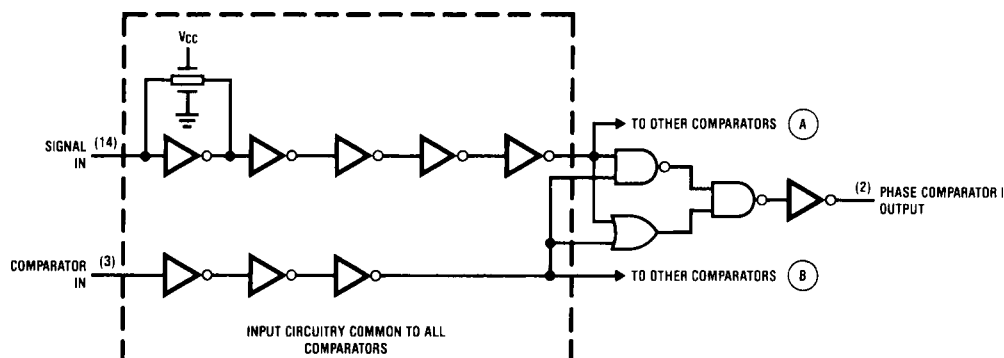 VCC
SIGNAL IN (14)
TO OTHER COMPARATORS A
(2) PHASE COMPARATOR I OUTPUT
COMPARATOR IN (3)
TO OTHER COMPARATORS B
INPUT CIRCUITRY COMMON TO ALL
COMPARATORS